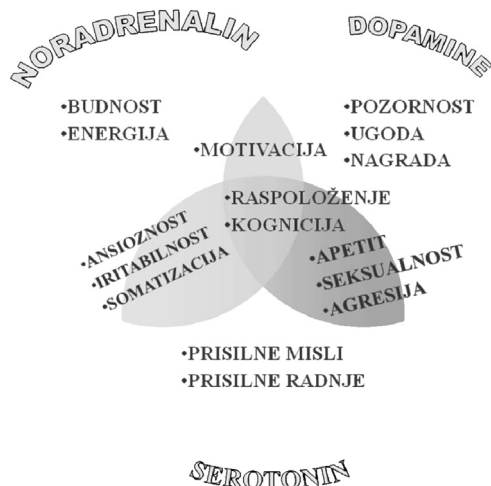 NORADRENALIN
DOPAMINE
•BUDNOST
•ENERGIJA
•POZORNOST
•UGODA
•NAGRADA
•MOTIVACIJA
•RASPOLOŽENJE
•KOGNICIJA
•ANSIOZNOST
•IRITABILNOST
•SOMATIZACIJA
•APETIT
•SEKSUALNOST
•AGRESIJA
•PRISILNE MISLI
•PRISILNE RADNJE
SEROTONIN